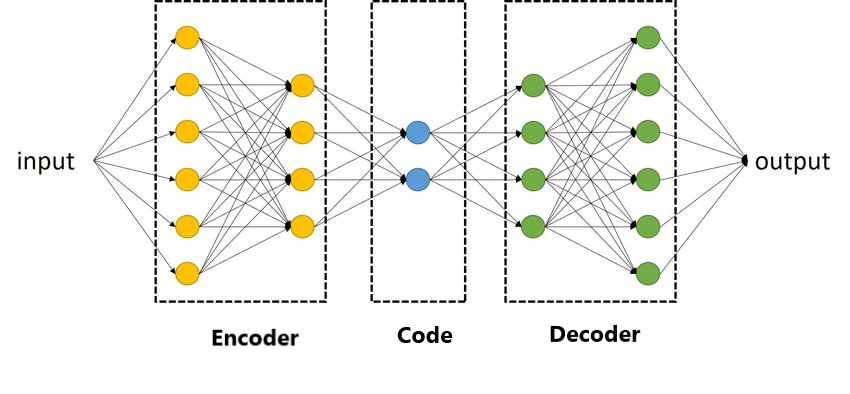 input
output
Encoder
Code
Decoder